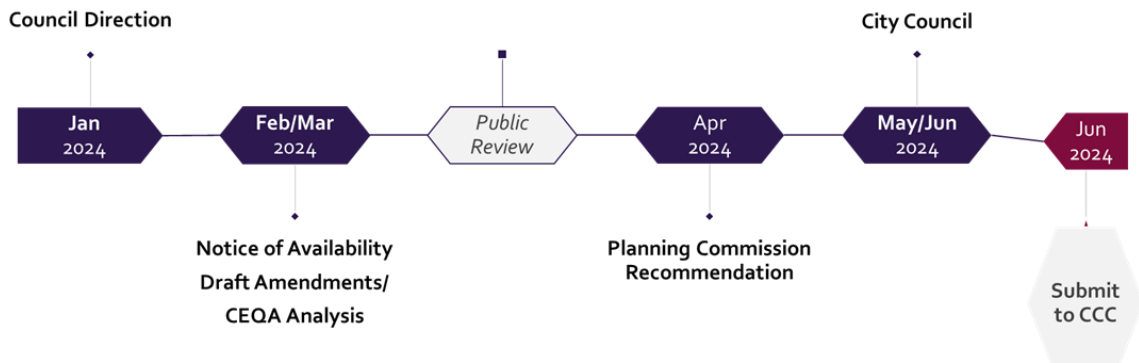 Council Direction
City Council
Jan
2024
Feb/Mar
2024
Public
Review
Apr
2024
May/Jun
2024
Jun
2024
Notice of Availability
Draft Amendments/
CEQA Analysis
Planning Commission
Recommendation
Submit
to CCC